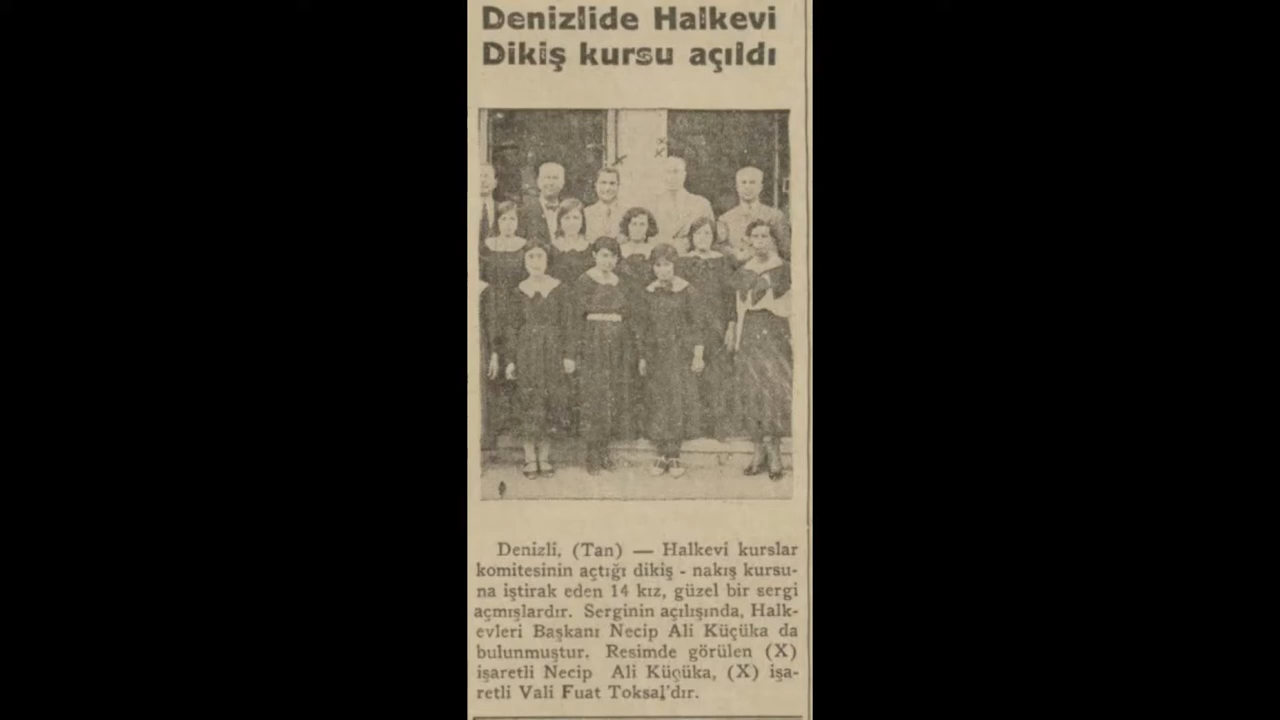 Denizlide Halkevi
Dikiş kursu açıldı
Denizli, (Tan) — Halkevi kurslar
komitesinin açtığı dikiş - nakış kursu-
na iştirak eden 14 kız, güzel bir sergi
açmışlardır. Serginin açılışında, Halk-
evleri Başkanı Necip Ali Küçüka da
bulunmuştur. Resimde görülen (X)
işaretli Necip Ali Küçüka, (X) işa-
retli Vali Fuat Toksal'dır.